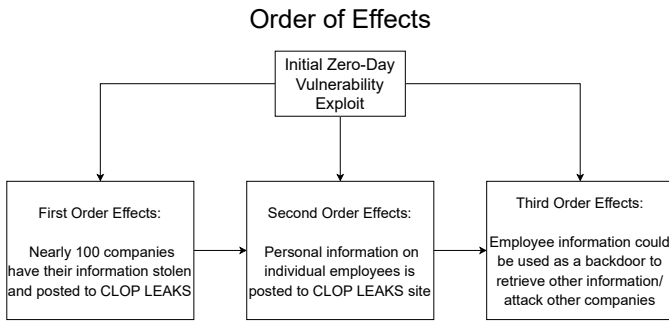 Order of Effects
Initial Zero-Day
Vulnerability
Exploit
First Order Effects:
Nearly 100 companies
have their information stolen
and posted to CLOP LEAKS
Second Order Effects:
Personal information on
individual employees is
posted to CLOP LEAKS site
Third Order Effects:
Employee information could
be used as a backdoor to
retrieve other information/
attack other companies